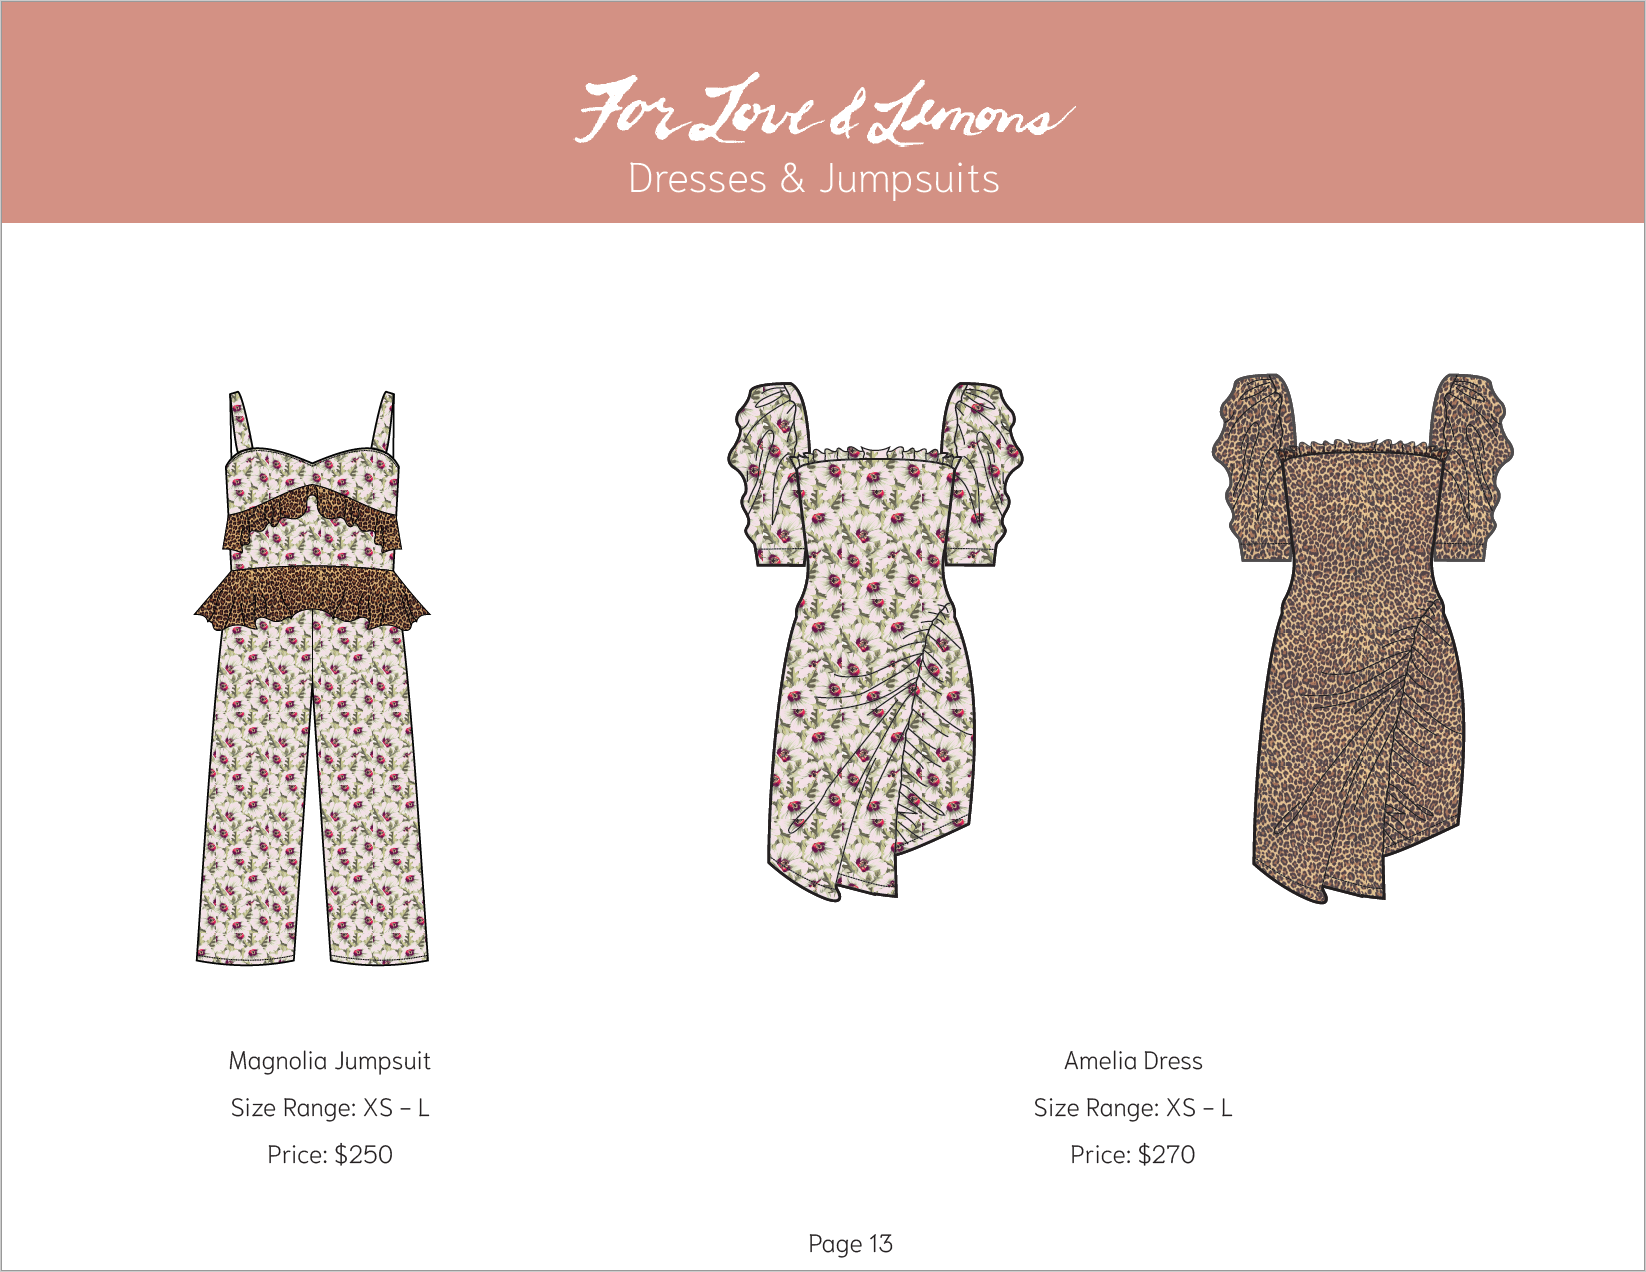 For Love & Lemons
Dresses & Jumpsuits
Magnolia Jumpsuit
Size Range: XS – L
Price: $250
Amelia Dress
Size Range: XS – L
Price: $270
Page 13